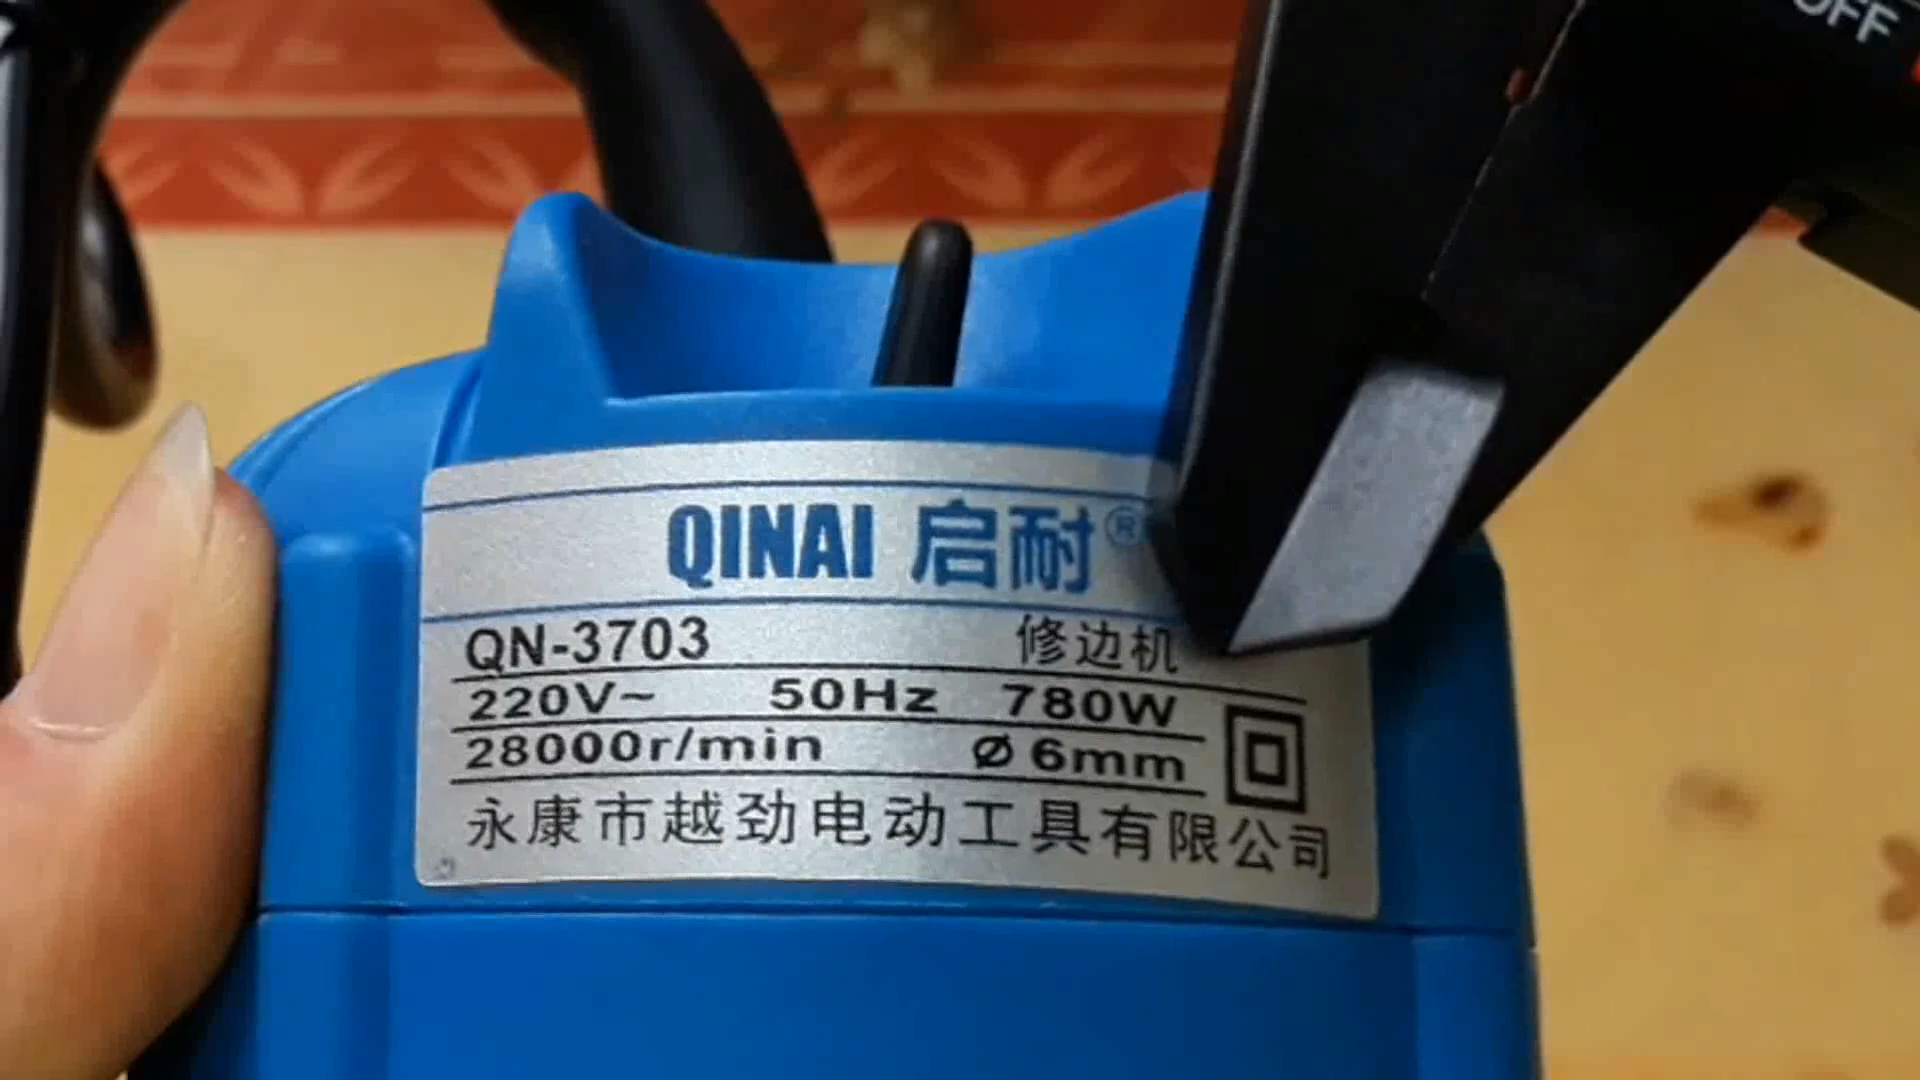 OFF
QINAI 启耐®
QN-3703 修边机
220V~ 50Hz 780W
28000r/min Ø6mm
永康市越劲电动工具有限公司